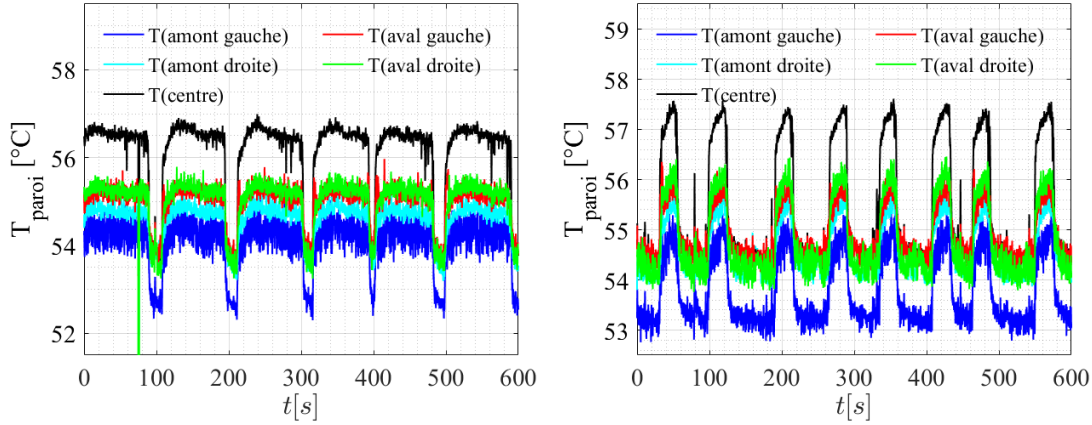 58
56
54
52
T_paroi [°C]
T(amont gauche) T(aval gauche)
T(amont droite) T(aval droite)
T(centre)
0 100 200 300 400 500 600
t[s]
59
58
57
56
55
54
53
T_paroi [°C]
T(amont gauche) T(aval gauche)
T(amont droite) T(aval droite)
T(centre)
0 100 200 300 400 500 600
t[s]